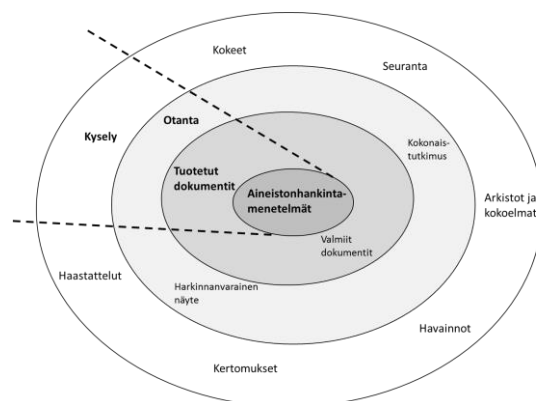 Kokeet
Seuranta
Otanta
Kysely
Kokonais-
tutkimus
Tuotetut
dokumentit
Aineistonhankinta-
menetelmät
Arkistot ja
kokoelmat
Valmiit
dokumentit
Haastattelut
Harkinnanvarainen
näyte
Havainnot
Kertomukset